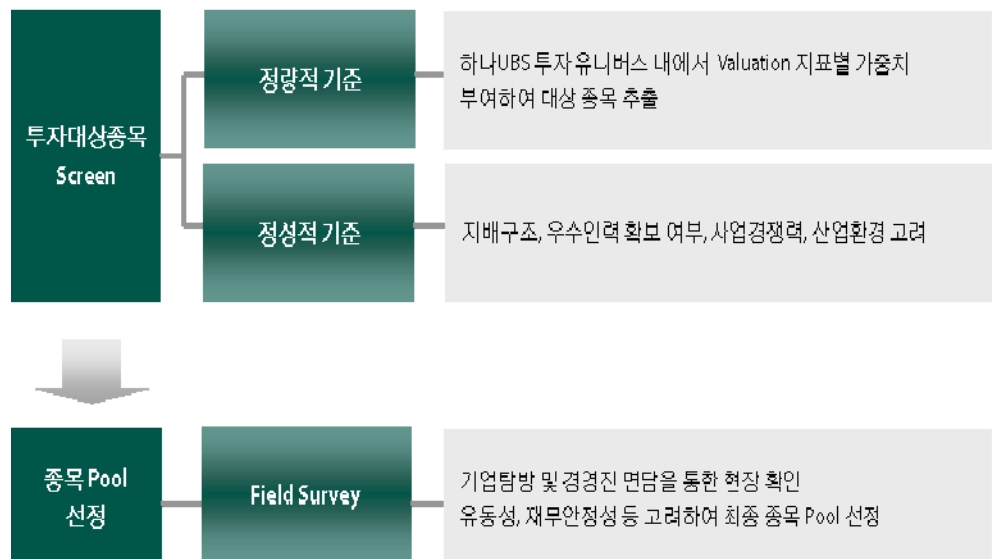 투자대상종목
Screen
정량적 기준
하나UBS 투자유니버스 내에서 Valuation 지표별 가중치
부여하여 대상 종목 추출
정성적 기준
지배구조, 우수인력 확보 여부, 사업경쟁력, 산업환경 고려
종목 Pool
선정
Field Survey
기업탐방 및 경영진 면담을 통한 현장 확인
유동성, 재무안정성 등 고려하여 최종 종목 Pool 선정